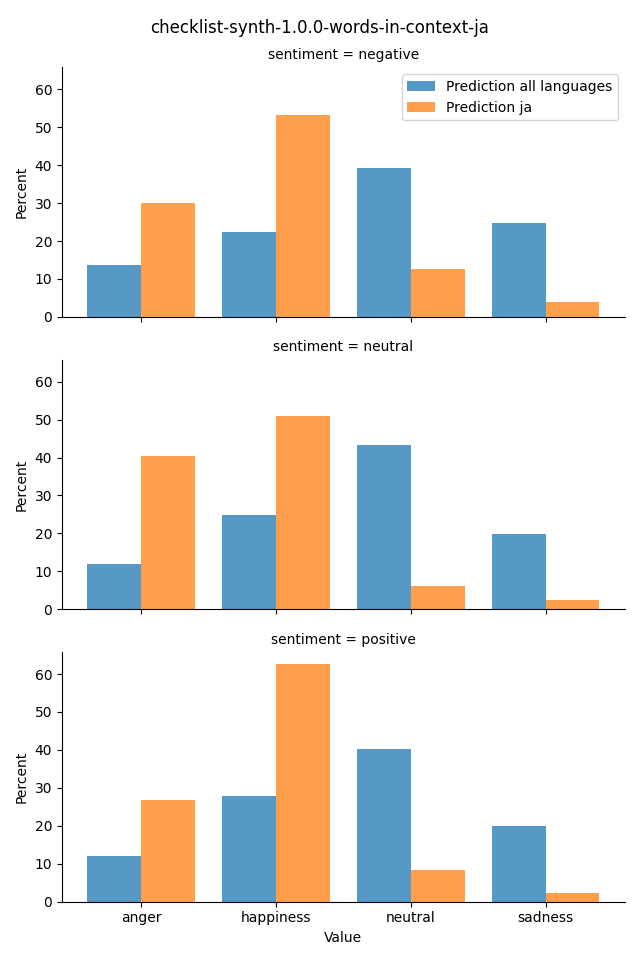 checklist-synth-1.0.0-words-in-context-ja
sentiment = negative
Prediction all languages
Prediction ja
60
50
40
30
20
10
0
Percent
sentiment = neutral
60
50
40
30
20
10
0
Percent
sentiment = positive
60
50
40
30
20
10
0
Percent
anger happiness neutral sadness
Value